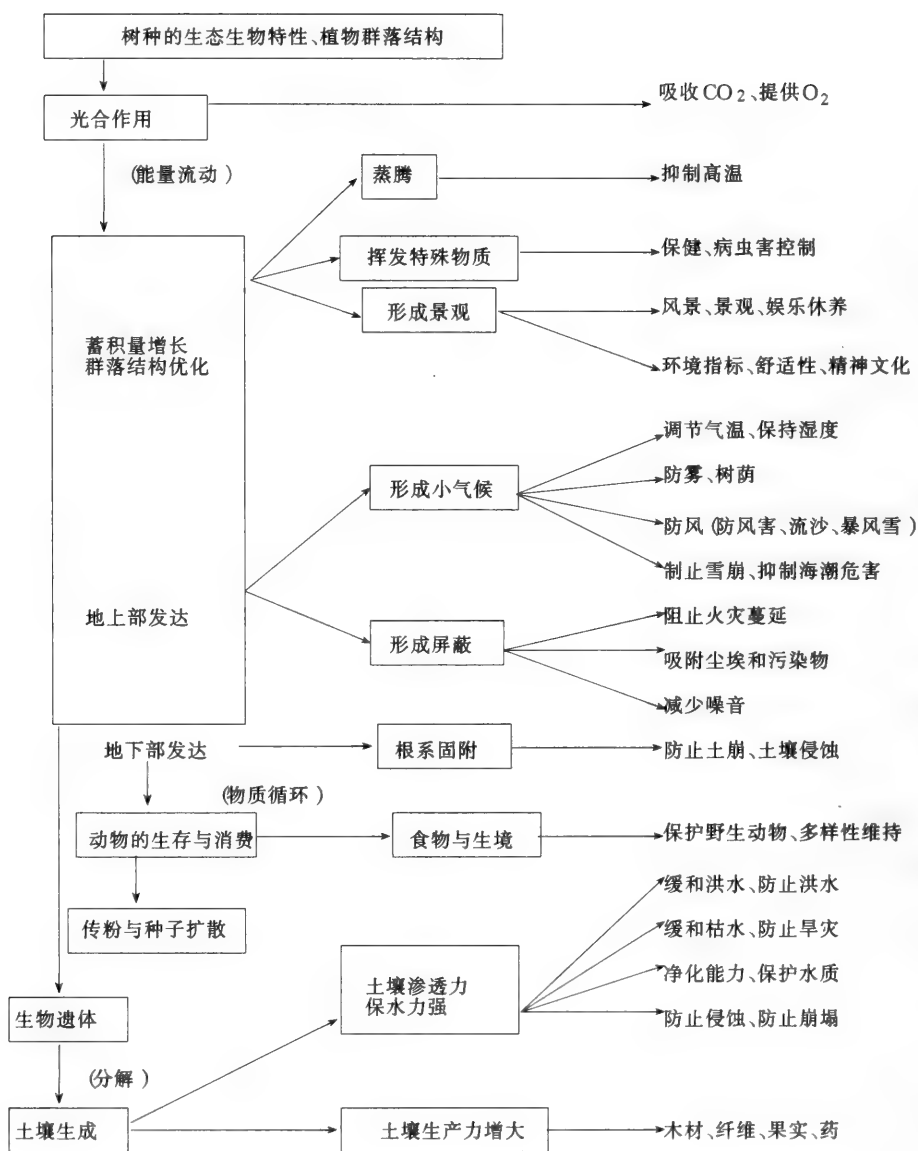 树种的生态生物特性、植物群落结构
光合作用
吸收CO2、提供O2
(能量流动)
蒸腾
抑制高温
挥发特殊物质
保健、病虫害控制
形成景观
风景、景观、娱乐休养
蓄积量增长
群落结构优化
环境指标、舒适性、精神文化
调节气温、保持湿度
形成小气候
防雾、树荫
防风(防风害、流沙、暴风雪)
制止雪崩、抑制海潮危害
地上部发达
阻止火灾蔓延
形成屏蔽
吸附尘埃和污染物
减少噪音
地下部发达
根系固附
防止土崩、土壤侵蚀
(物质循环)
动物的生存与消费
食物与生境
保护野生动物、多样性维持
缓和洪水、防止洪水
传粉与种子扩散
缓和枯水、防止旱灾
土壤渗透力
保水力强
净化能力、保护水质
生物遗体
防止侵蚀、防止崩塌
(分解)
土壤生成
土壤生产力增大
木材、纤维、果实、药